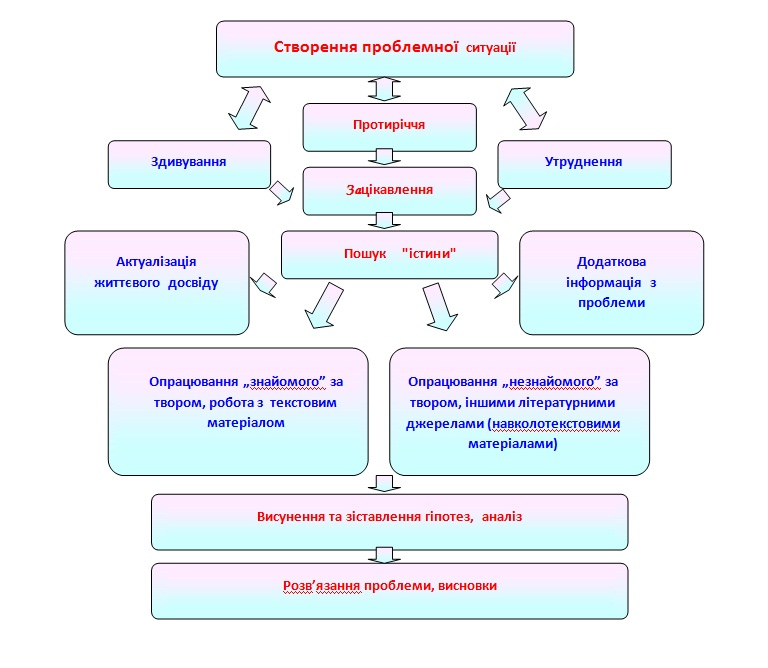 Створення проблемної ситуації
Протиріччя
Здивування
Утруднення
Зацікавлення
Пошук "істини"
Актуалізація
життєвого досвіду
Додаткова
інформація з
проблеми
Опрацювання „знайомого” за
твором, робота з текстовим
матеріалом
Опрацювання „незнайомого” за
твором, іншими літературними
джерелами (навколотекстовими
матеріалами)
Висунення та зіставлення гіпотез, аналіз
Розв’язання проблеми, висновки